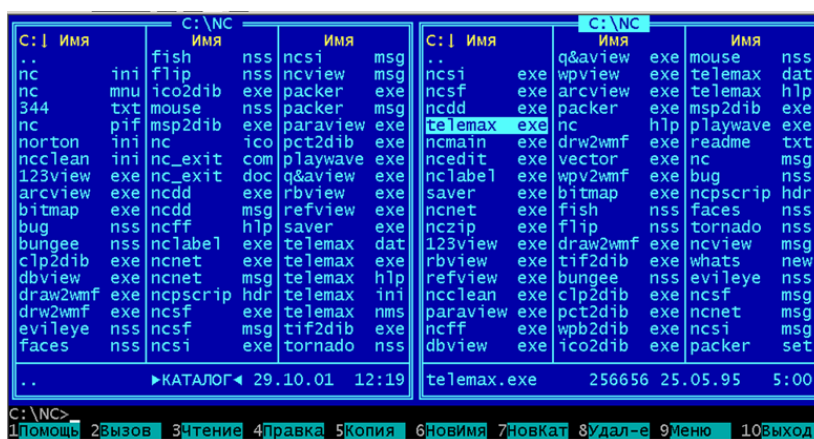 C:\NC C:\NC
C:↓ Имя Имя Имя C:↓ Имя Имя Имя
.. fish nss ncsi msg .. q&aview exe mouse nss
nc ini flip nss ncview msg ncsi exe wpview exe telemax dat
nc mnu ico2dib exe packer exe ncsf exe arcview exe telemax hlp
344 txt mouse nss packer msg ncdd exe packer exe msp2dib exe
nc pif msp2dib exe paraview exe telemax exe nc hlp playwave exe
norton ini nc ico pct2dib exe ncmain exe drw2wmf exe readme txt
ncclean ini nc_exit com playwave exe ncedit exe vector exe nc msg
123view exe nc_exit doc q&aview exe nclabel exe wpv2wmf exe bug nss
arcview exe ncdd exe rbview exe saver exe bitmap exe ncpscrip hdr
bitmap exe ncdd msg refview exe ncnet exe fish nss faces nss
bug nss ncff hlp saver exe nczip exe flip nss tornado nss
bungee nss nclabel exe telemax dat 123view exe draw2wmf exe ncview msg
clp2dib exe ncnet exe telemax exe rbview exe tif2dib exe whats new
dbview exe ncnet msg telemax hlp refview exe bungee nss evileye nss
draw2wmf exe ncpscrip hdr telemax ini ncclean exe clp2dib exe ncsf msg
drw2wmf exe ncsf exe telemax nms paraview exe pct2dib exe ncnet msg
evileye nss ncsf msg tif2dib exe ncff exe wpb2dib exe ncsi msg
faces nss ncsi exe tornado nss dbview exe ico2dib exe packer set
.. ►КАТАЛОГ◄ 29.10.01 12:19 telemax.exe 256656 25.05.95 5:00
C:\NC>_
1Помощь 2Вызов 3Чтение 4Правка 5Копия 6НовИмя 7НовКат 8Удал-е 9Меню 10Выход